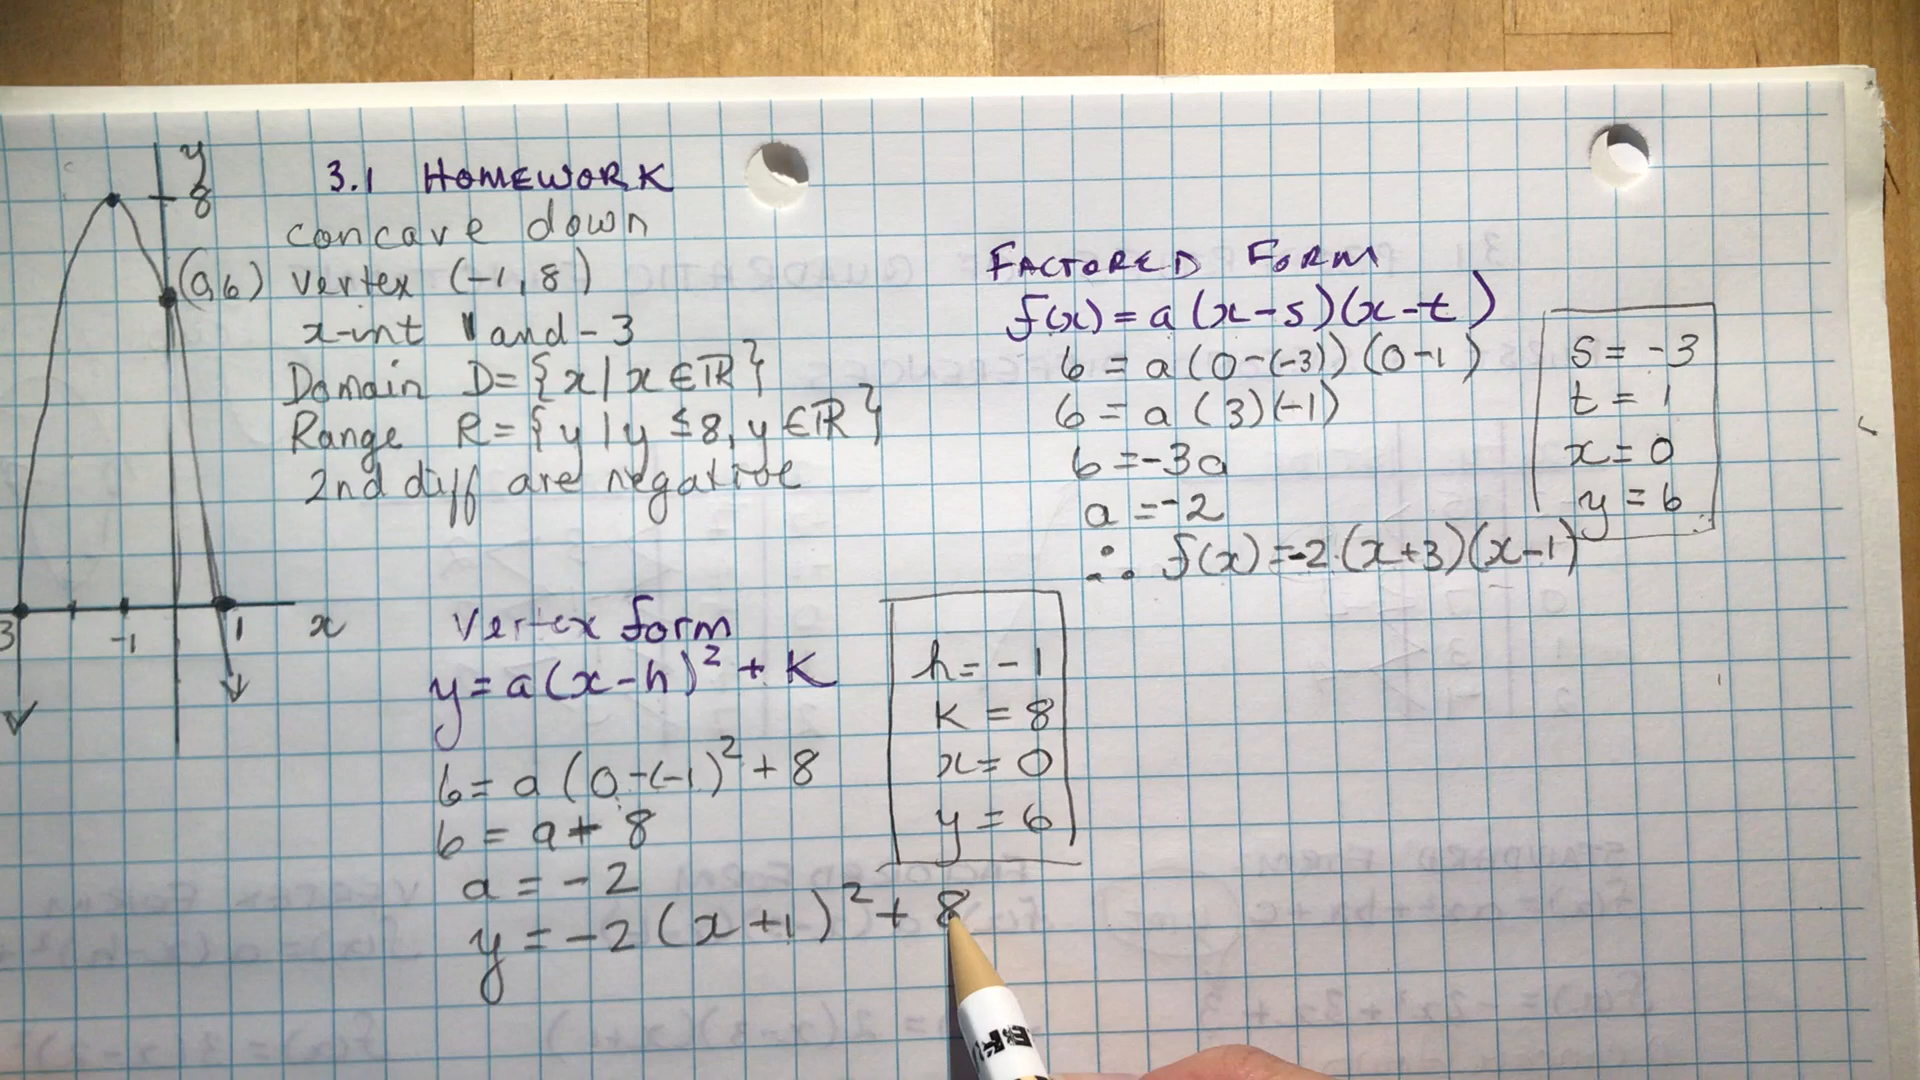 y
8
(0,6)
3
-1
1
x
3.1 HOMEWORK
concave down
vertex (-1, 8)
x-int 1 and -3
Domain D= {x | x ∈ ℝ}
Range R= {y | y ≤ 8, y ∈ ℝ}
2nd diff are negative
FACTORED FORM
f(x) = a(x-s)(x-t)
6 = a(0-(-3))(0-1)
6 = a(3)(-1)
6 = -3a
a = -2
∴ f(x) = -2(x+3)(x-1)
s = -3
t = 1
x = 0
y = 6
Vertex form
y = a(x-h)² + K
6 = a(0-(-1)² + 8
6 = a + 8
a = -2
y = -2(x+1)² + 8
h = -1
K = 8
x = 0
y = 6